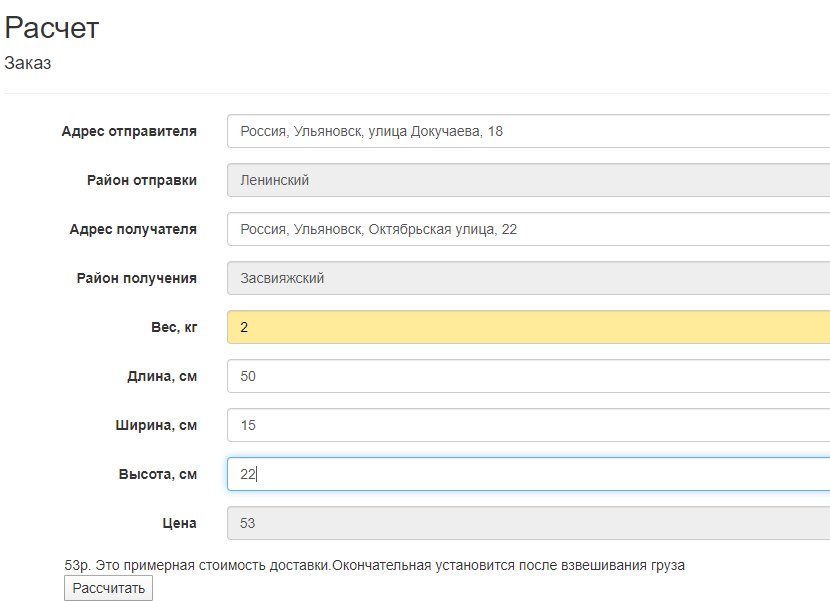 Расчет
Заказ
Адрес отправителя Россия, Ульяновск, улица Докучаева, 18
Район отправки Ленинский
Адрес получателя Россия, Ульяновск, Октябрьская улица, 22
Район получения Засвияжский
Вес, кг 2
Длина, см 50
Ширина, см 15
Высота, см 22
Цена 53
53р. Это примерная стоимость доставки.Окончательная установится после взвешивания груза
Рассчитать